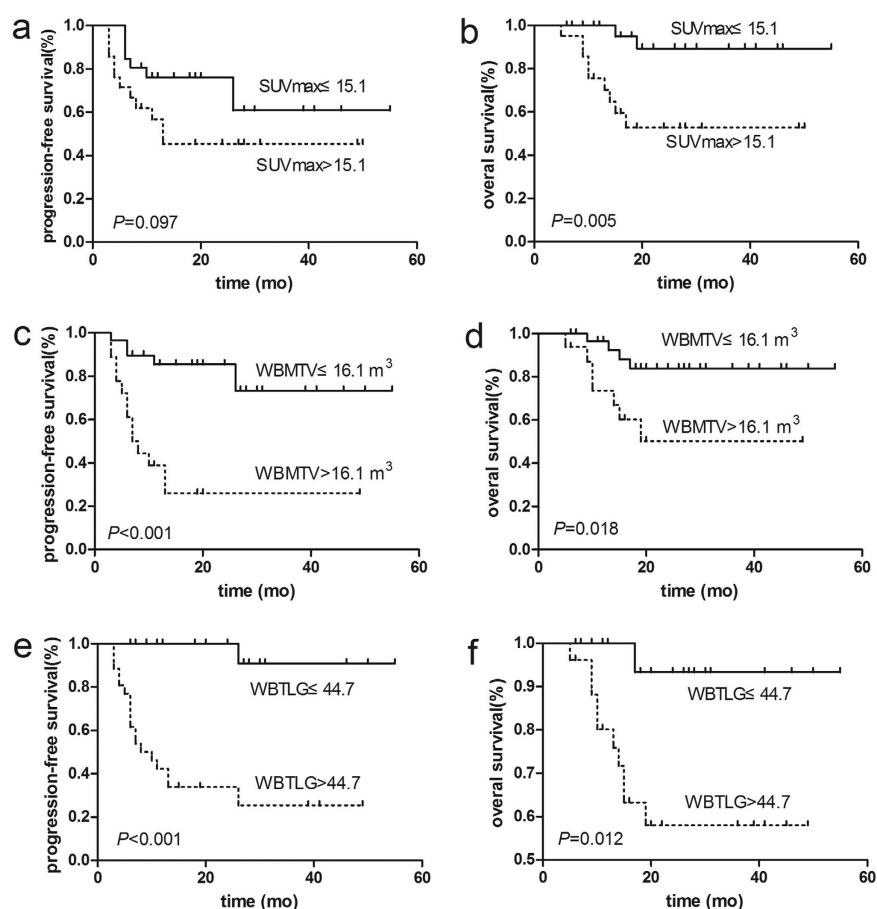 a
progression-free survival(%)
1.0
0.8
0.6
0.4
0.2
0.0
0
20
40
60
time (mo)
SUVmax≤ 15.1
SUVmax>15.1
P=0.097
b
overal survival(%)
1.0
0.8
0.6
0.4
0.2
0.0
0
20
40
60
time (mo)
SUVmax≤ 15.1
SUVmax>15.1
P=0.005
c
progression-free survival(%)
1.0
0.8
0.6
0.4
0.2
0.0
0
20
40
60
time (mo)
WBMTV≤ 16.1 m³
WBMTV>16.1 m³
P<0.001
d
overal survival(%)
1.0
0.8
0.6
0.4
0.2
0.0
0
20
40
60
time (mo)
WBMTV≤ 16.1 m³
WBMTV>16.1 m³
P=0.018
e
progression-free survival(%)
1.0
0.8
0.6
0.4
0.2
0.0
0
20
40
60
time (mo)
WBTLG≤ 44.7
WBTLG>44.7
P<0.001
f
overal survival(%)
1.0
0.9
0.8
0.7
0.6
0.5
0
20
40
60
time (mo)
WBTLG≤ 44.7
WBTLG>44.7
P=0.012